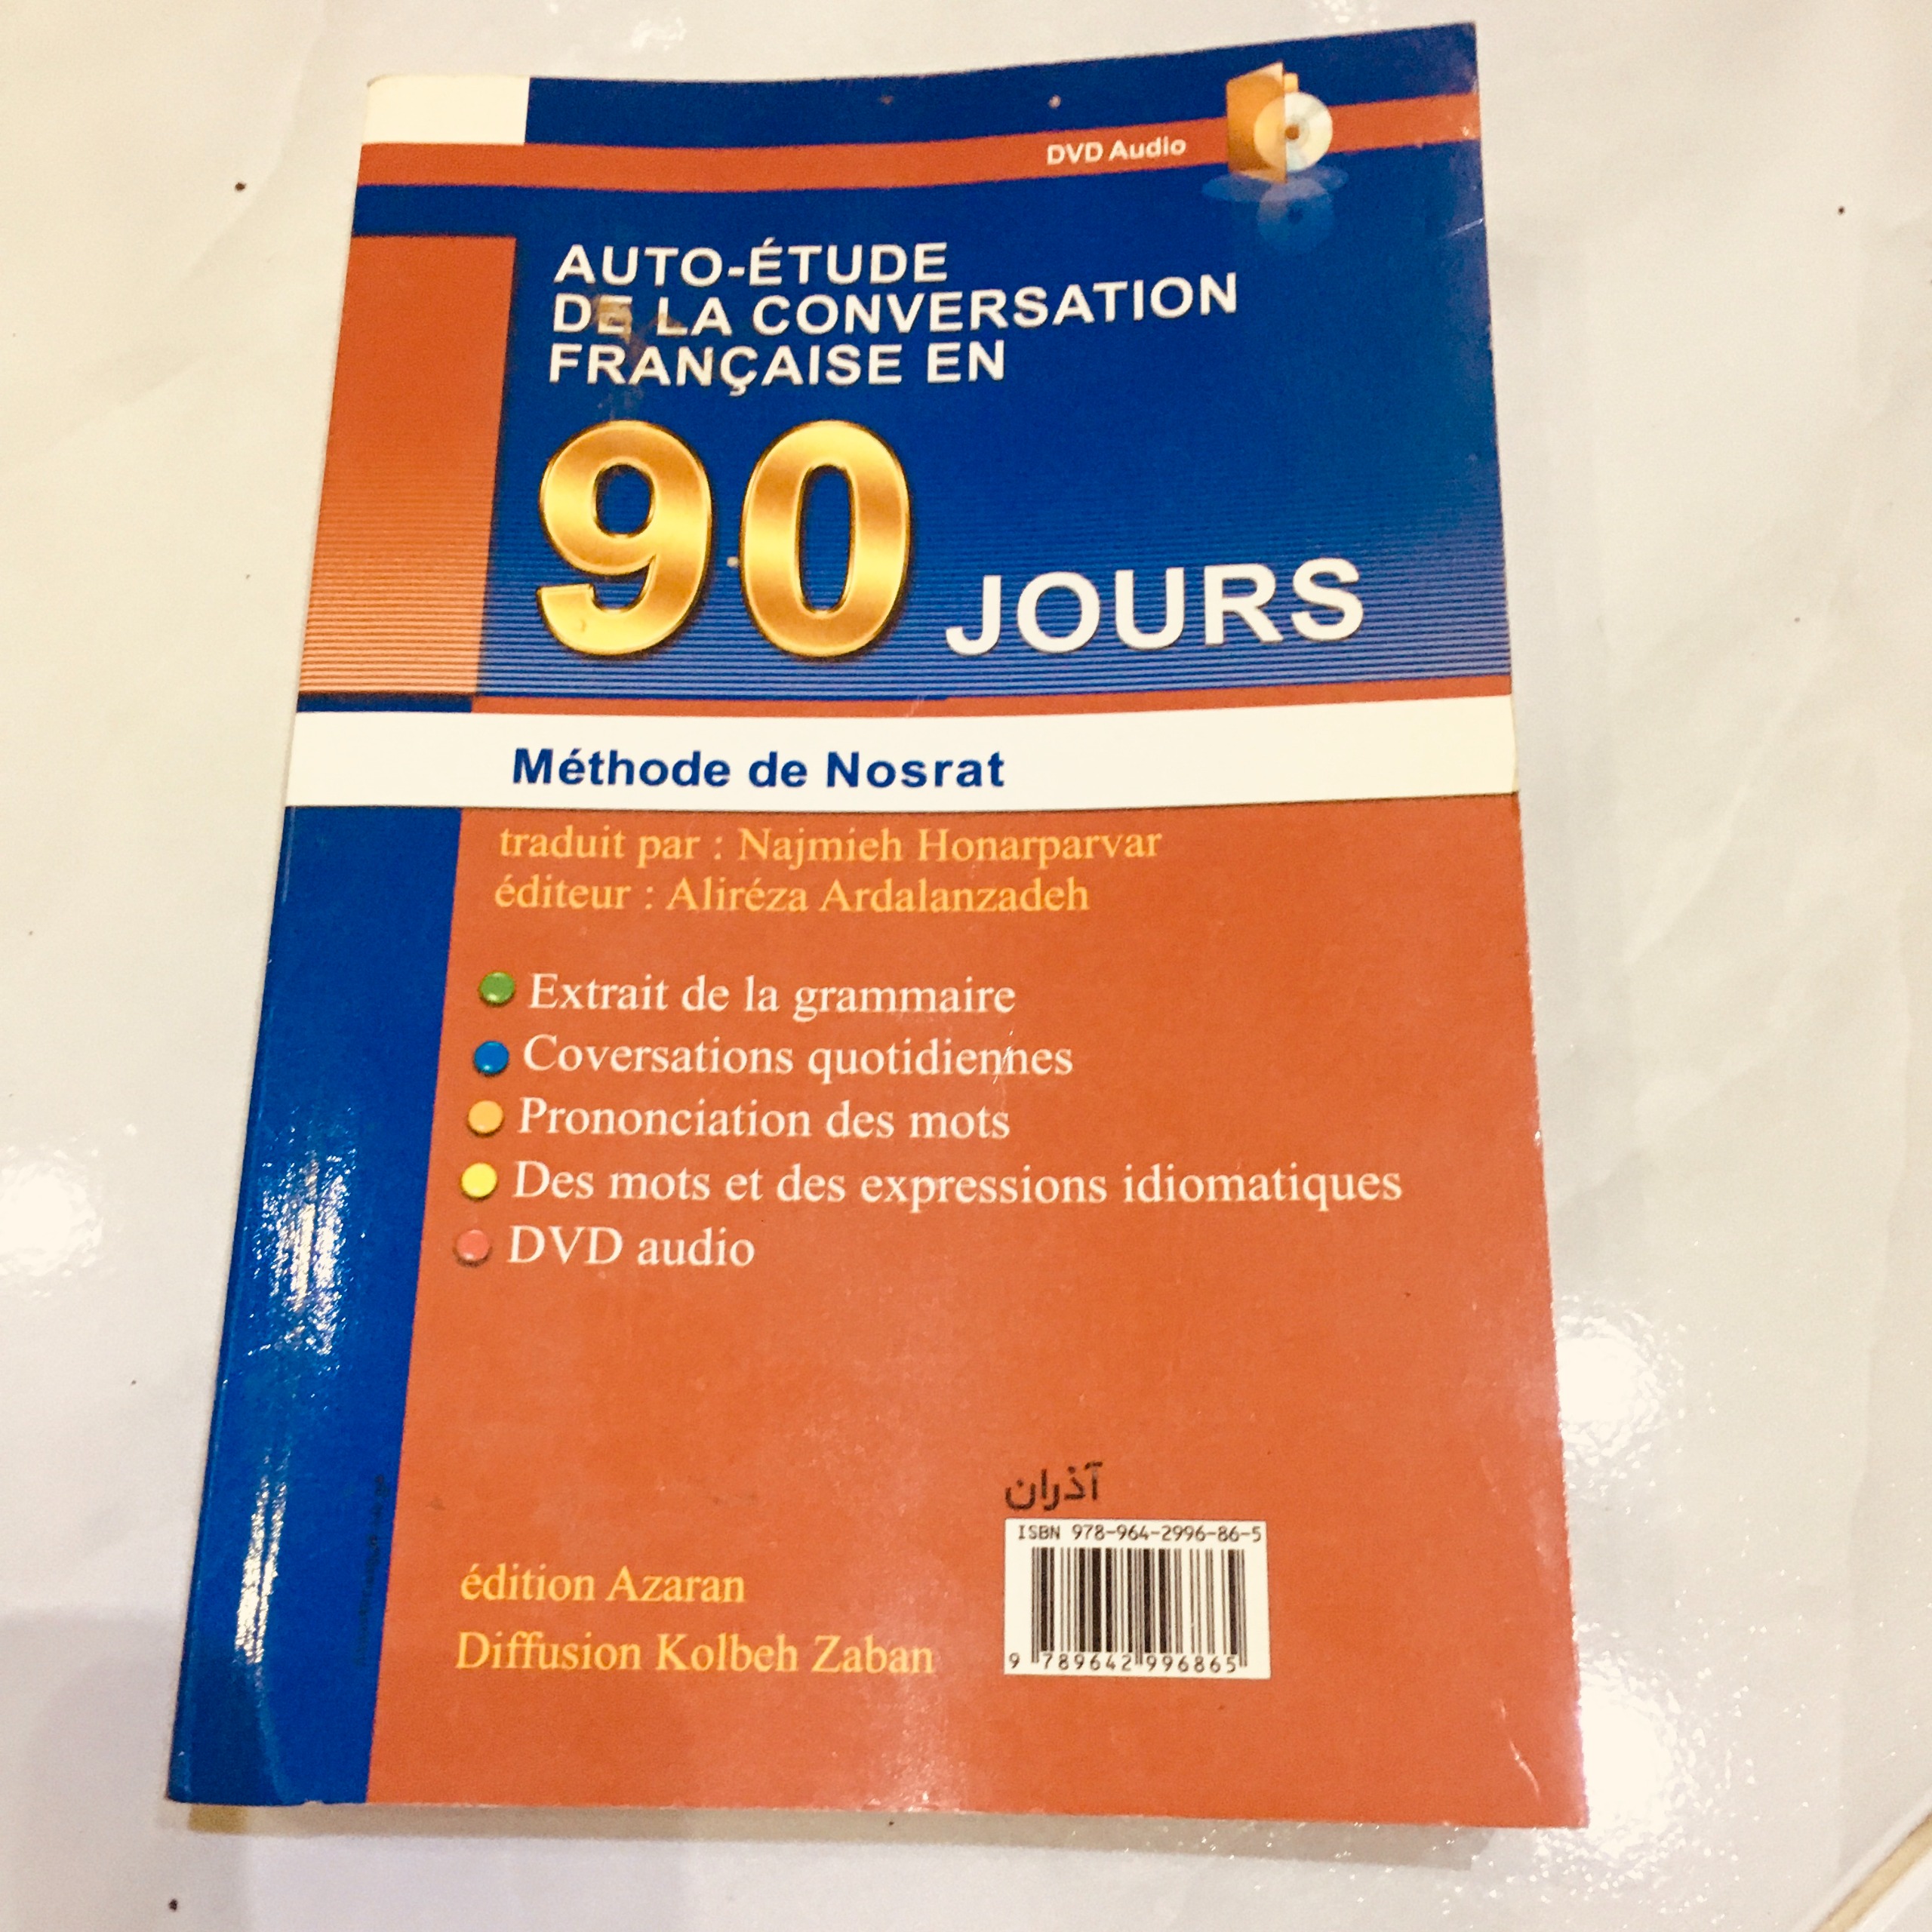 DVD Audio
AUTO-ÉTUDE
DE LA CONVERSATION
FRANÇAISE EN
90 JOURS
Méthode de Nosrat
traduit par : Najmieh Honarparvar
éditeur : Aliréza Ardalanzadeh
Extrait de la grammaire
Coversations quotidiennes
Prononciation des mots
Des mots et des expressions idiomatiques
DVD audio
آذران
ISBN 978-964-2996-86-5
9 789642 996865
édition Azaran
Diffusion Kolbeh Zaban